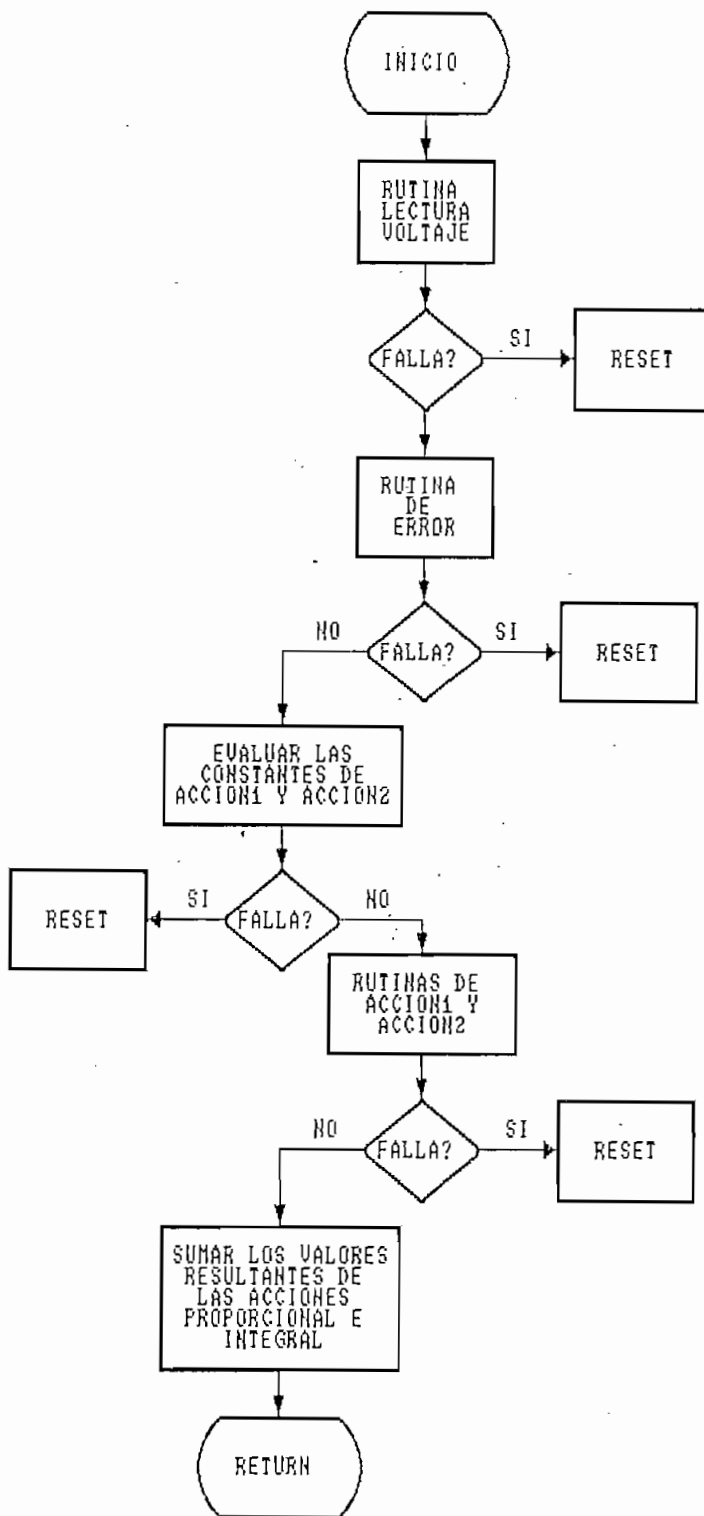 INICIO
RUTINA
LECTURA
VOLTAJE
FALLA?
SI
RESET
RUTINA
DE
ERROR
NO
FALLA?
SI
RESET
EVALUAR LAS
CONSTANTES DE
ACCION1 Y ACCION2
RESET
SI
FALLA?
NO
RUTINAS DE
ACCION1 Y
ACCION2
NO
FALLA?
SI
RESET
SUMAR LOS VALORES
RESULTANTES DE
LAS ACCIONES
PROPORCIONAL E
INTEGRAL
RETURN